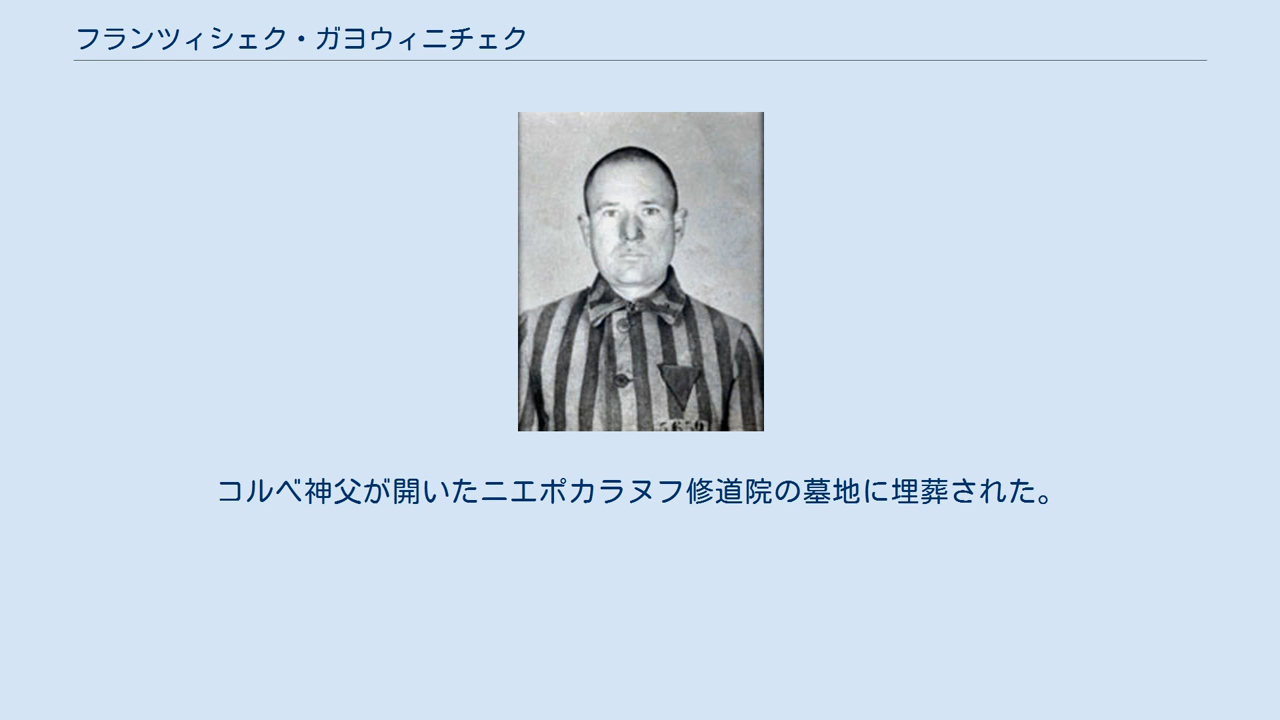 フランツィシェク・ガヨウィニチェク
コルベ神父が開いたニエポカラヌフ修道院の墓地に埋葬された。